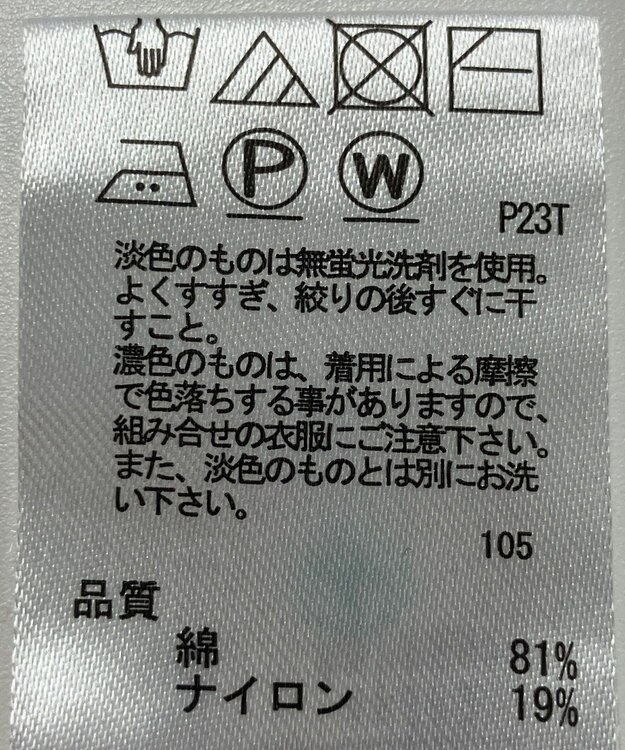 P
W
P23T
淡色のものは無蛍光洗剤を使用。
よくすすぎ、絞りの後すぐに干
すこと。
濃色のものは、着用による摩擦
で色落ちする事がありますので、
組み合せの衣服にご注意下さい。
また、淡色のものとは別にお洗
い下さい。
105
品質
綿 81%
ナイロン 19%